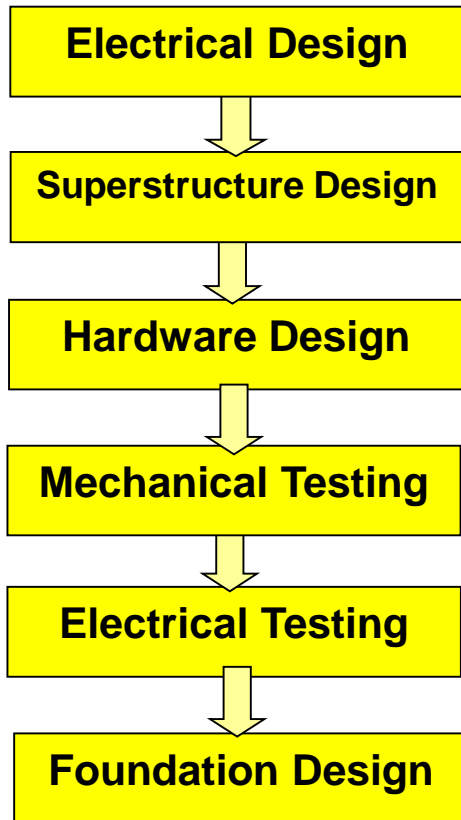 Electrical Design
Superstructure Design
Hardware Design
Mechanical Testing
Electrical Testing
Foundation Design